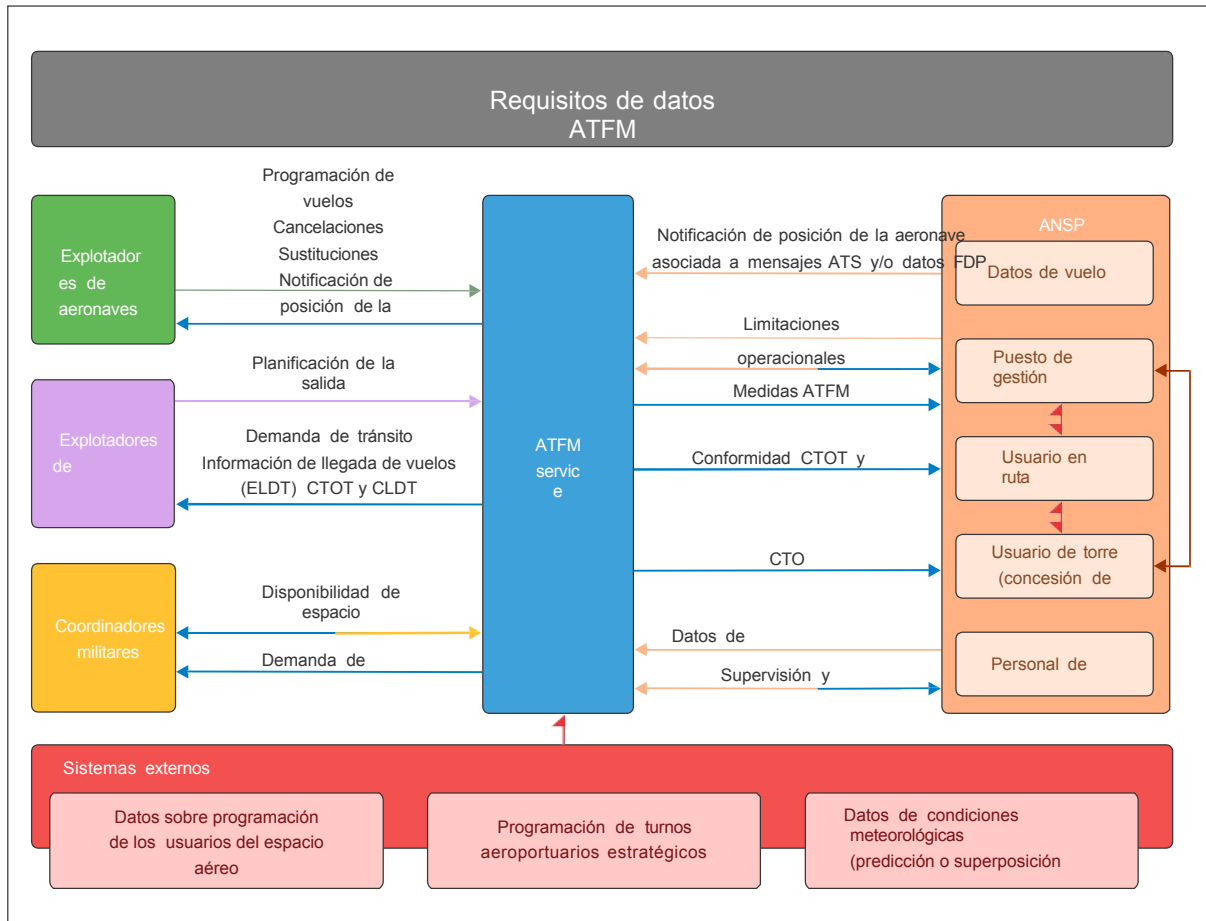 Requisitos de datos
ATFM
Programación de
vuelos
Cancelaciones
Sustituciones
Notificación de
posición de la
Explotador
es de
aeronaves
Planificación de la
salida
Explotadores
de
Demanda de tránsito
Información de llegada de vuelos
(ELDT) CTOT y CLDT
Disponibilidad de
espacio
Coordinadores
militares
Demanda de
ATFM
servic
e
ANSP
Notificación de posición de la aeronave
asociada a mensajes ATS y/o datos FDP
Datos de vuelo
Limitaciones
operacionales
Puesto de
gestión
Medidas ATFM
Conformidad CTOT y
Usuario en
ruta
CTO
Usuario de torre
(concesión de
Datos de
Personal de
Supervisión y
Sistemas externos
Datos sobre programación
de los usuarios del espacio
aéreo
Programación de turnos
aeroportuarios estratégicos
Datos de condiciones
meteorológicas
(predicción o superposición